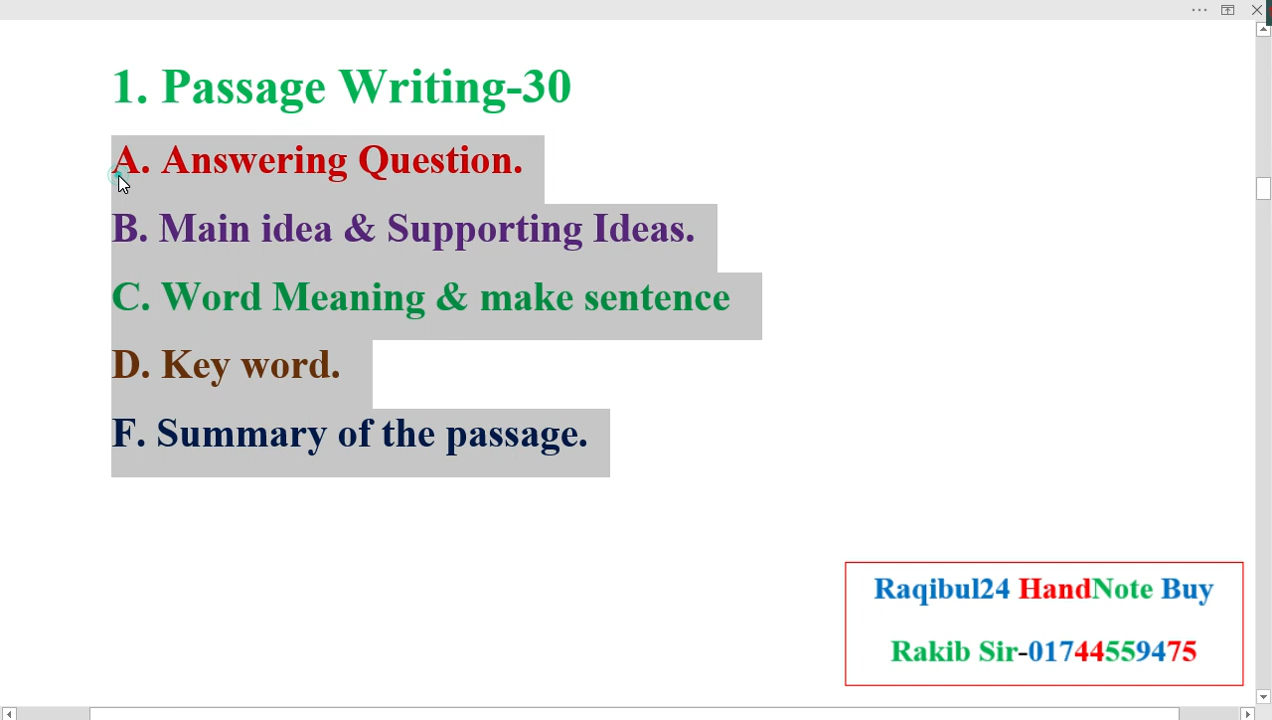 1. Passage Writing-30
A. Answering Question.
B. Main idea & Supporting Ideas.
C. Word Meaning & make sentence
D. Key word.
F. Summary of the passage.
Raqibul24 HandNote Buy
Rakib Sir-01744559475